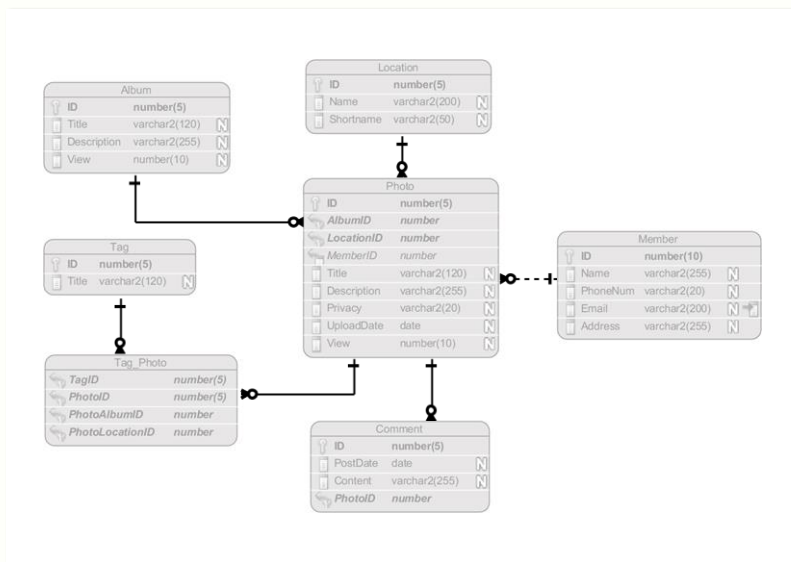 Location
ID number(5)
Name varchar2(200) N
Shortname varchar2(50) N
Album
ID number(5)
Title varchar2(120) N
Description varchar2(255) N
View number(10) N
Photo
ID number(5)
AlbumID number
LocationID number
MemberID number
Title varchar2(120) N
Description varchar2(255) N
Privacy varchar2(20) N
UploadDate date N
View number(10) N
Tag
ID number(5)
Title varchar2(120) N
Member
ID number(10)
Name varchar2(255) N
PhoneNum varchar2(20) N
Email varchar2(200) N
Address varchar2(255) N
Tag_Photo
TagID number(5)
PhotoID number(5)
PhotoAlbumID number
PhotoLocationID number
Comment
ID number(5)
PostDate date N
Content varchar2(255) N
PhotoID number